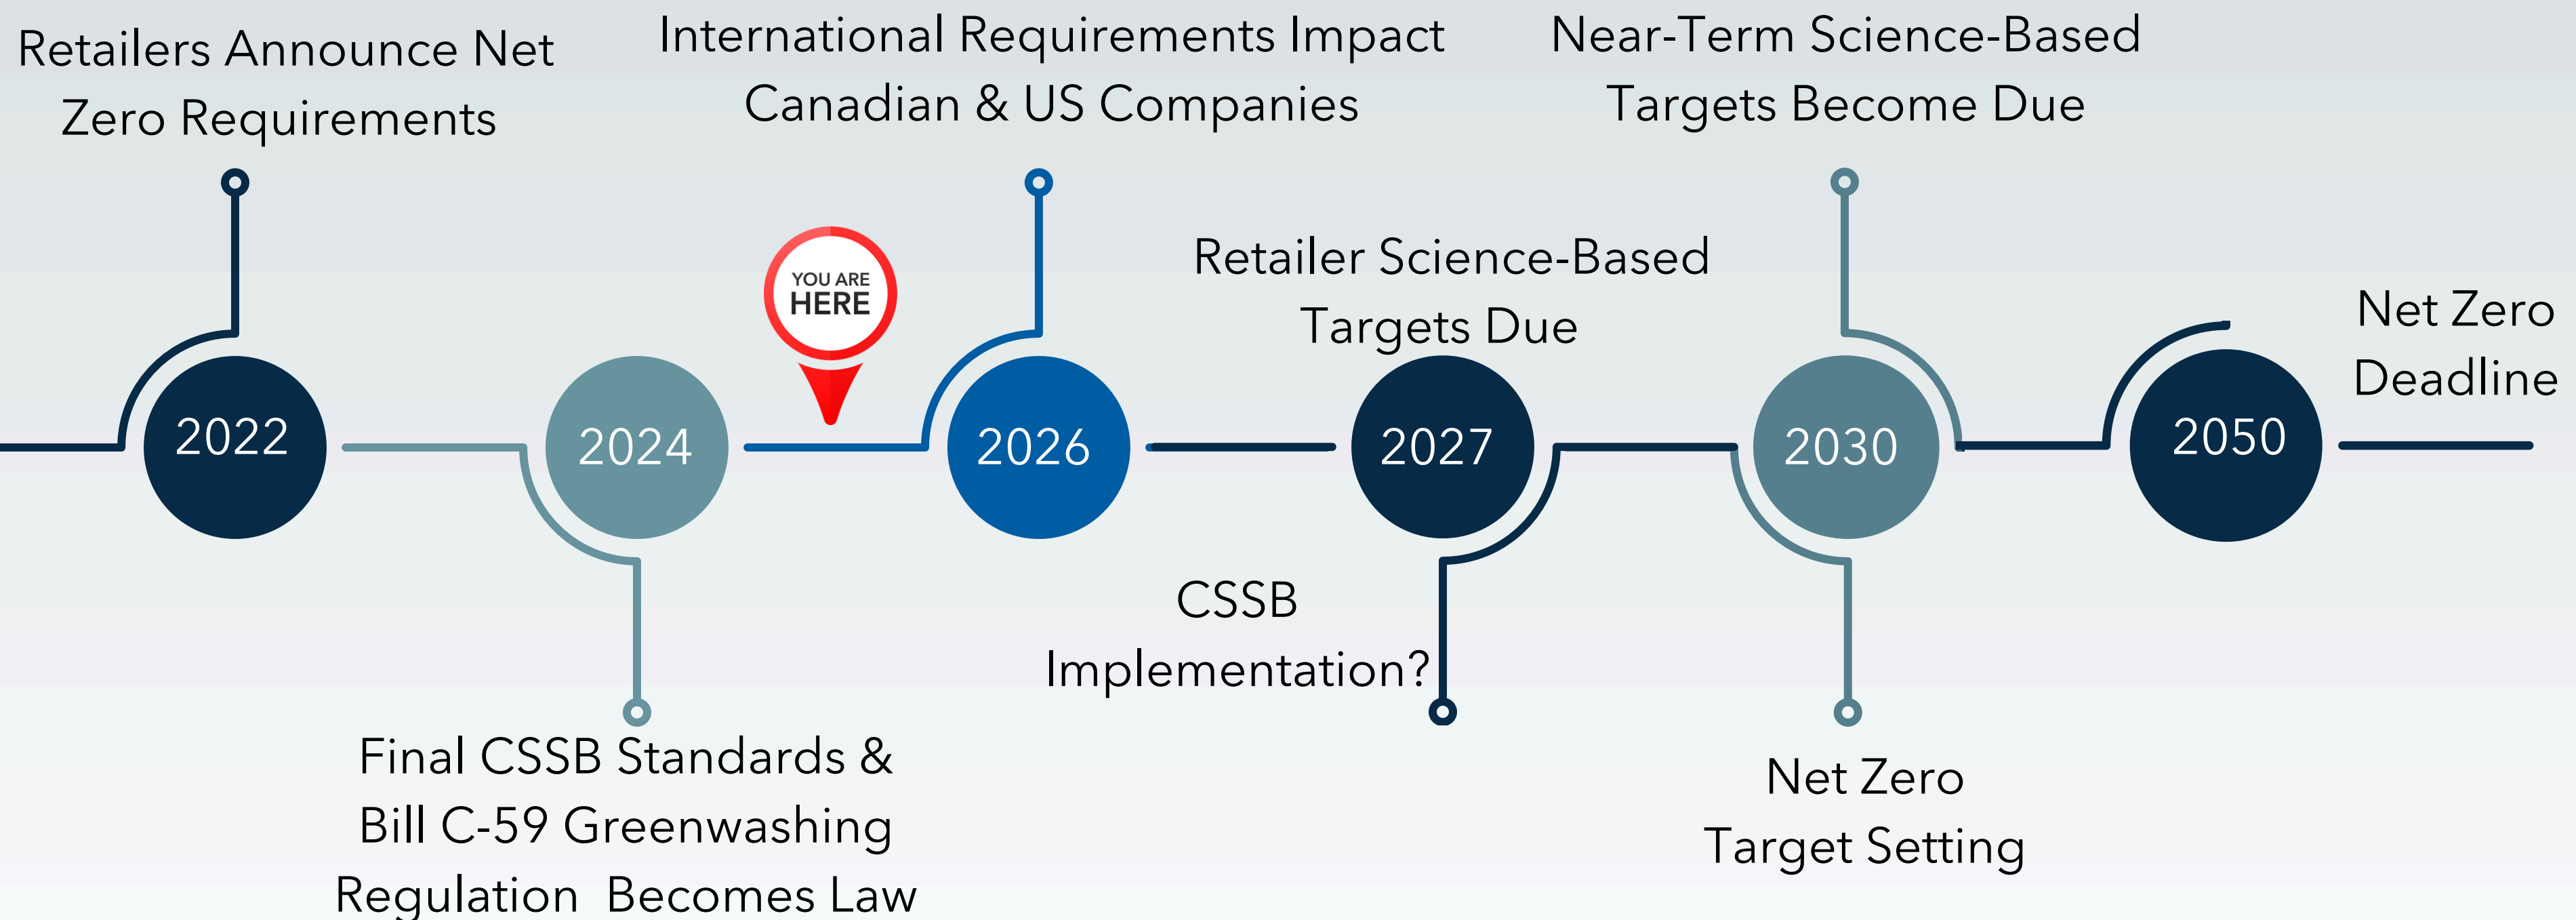 Retailers Announce Net
Zero Requirements
International Requirements Impact
Canadian & US Companies
Near-Term Science-Based
Targets Become Due
YOU ARE
HERE
Retailer Science-Based
Targets Due
Net Zero
Deadline
2022
2024
2026
2027
2030
2050
CSSB
Implementation?
Final CSSB Standards &
Bill C-59 Greenwashing
Regulation Becomes Law
Net Zero
Target Setting